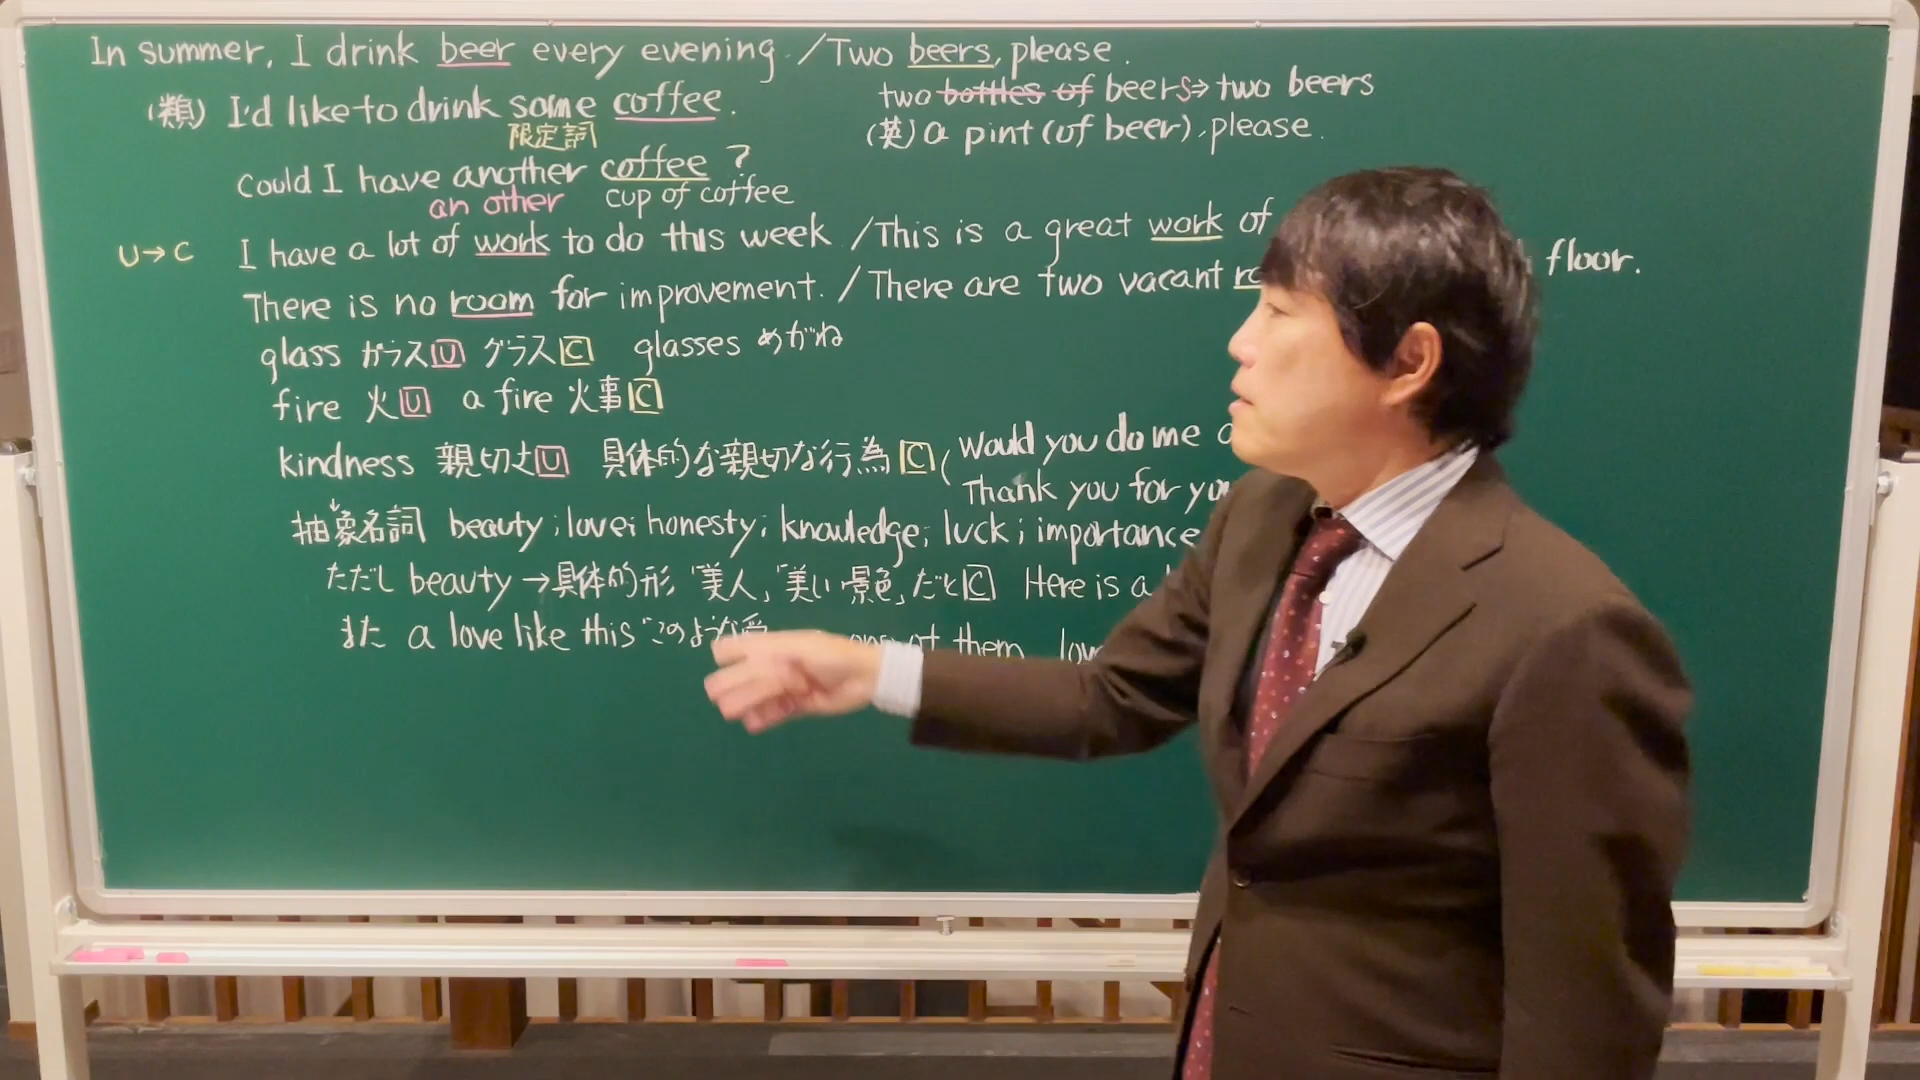 In summer, I drink beer every evening. / Two beers, please.
two bottles of beers⇒ two beers
(類) I'd like to drink some coffee.
限定詞
(英) a pint (of beer), please.
Could I have another coffee?
an other cup of coffee
U→C I have a lot of work to do this week / This is a great work of
floor.
There is no room for improvement. / There are two vacant
glass ガラスU グラスC glasses めがね
fire 火U a fire 火事C
kindness 親切さU 具体的な親切な行為C (Would you do me
Thank you for
抽象名詞 beauty; love; honesty; knowledge; luck; importance
ただし beauty→具体的形「美人」「美しい景色」だとC Here is a
また a love like this「このような愛 them